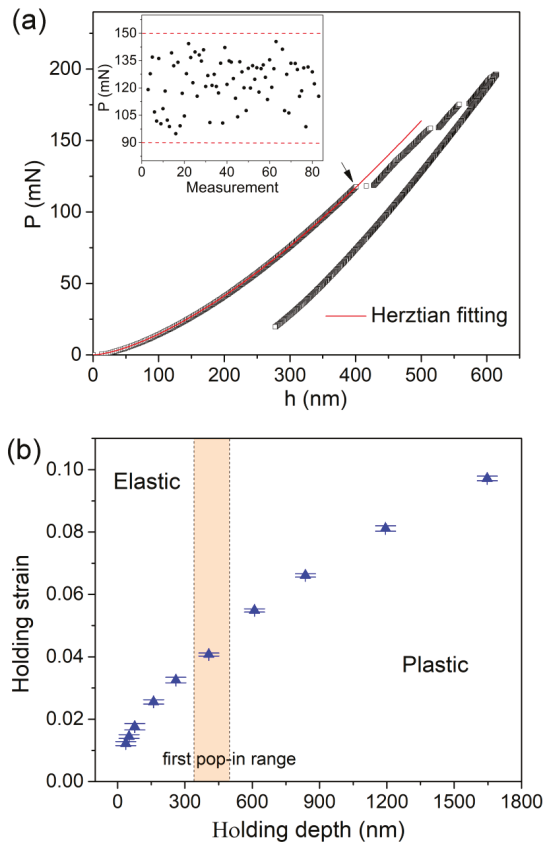 (a)
150
135
120
105
90
P (mN)
0 20 40 60 80
Measurement
200
150
100
50
0
P (mN)
Herztian fitting
0 100 200 300 400 500 600
h (nm)
(b)
Elastic
Plastic
first pop-in range
0.10
0.08
0.06
0.04
0.02
0.00
Holding strain
0 300 600 900 1200 1500 1800
Holding depth (nm)